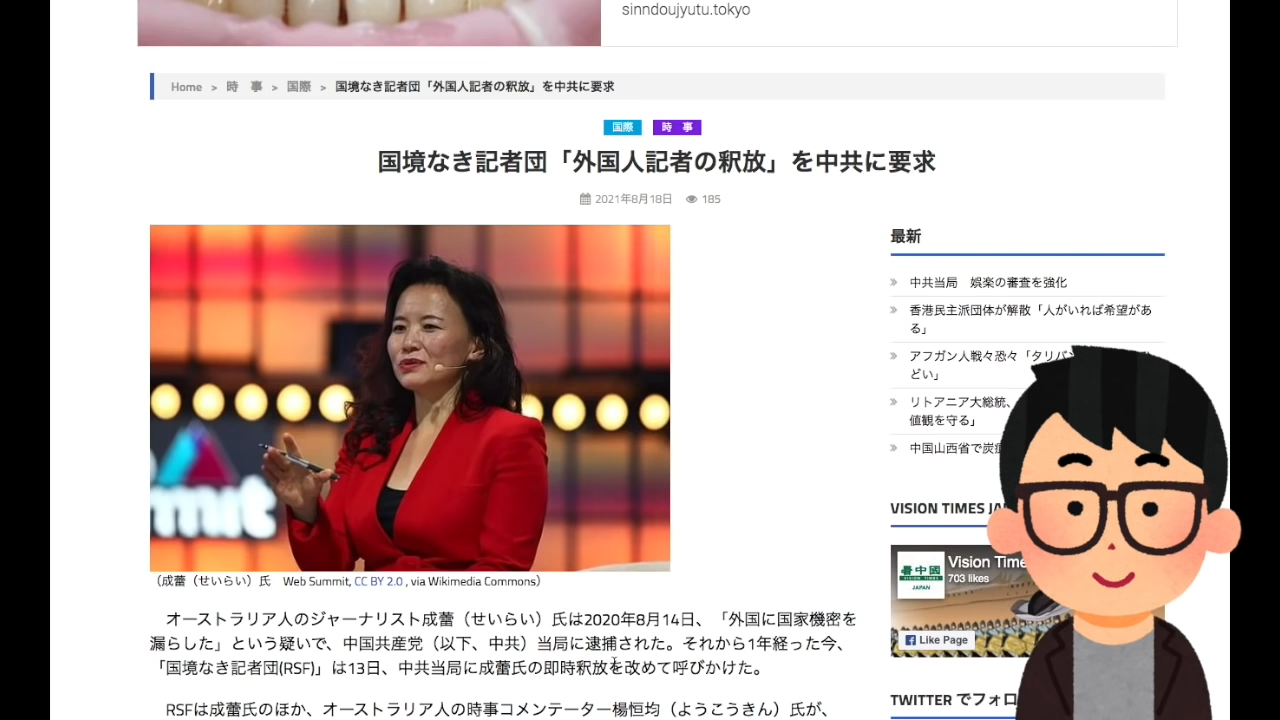 sinndoujyutu.tokyo
Home > 時　事 > 国際 > 国境なき記者団「外国人記者の釈放」を中共に要求
国際 時　事
国境なき記者団「外国人記者の釈放」を中共に要求
2021年8月18日 185
（成蕾（せいらい）氏　Web Summit, CC BY 2.0 , via Wikimedia Commons）
オーストラリア人のジャーナリスト成蕾（せいらい）氏は2020年8月14日、「外国に国家機密を
漏らした」という疑いで、中国共産党（以下、中共）当局に逮捕された。それから1年経った今、
「国境なき記者団(RSF)」は13日、中共当局に成蕾氏の即時釈放を改めて呼びかけた。
RSFは成蕾氏のほか、オーストラリア人の時事コメンテーター楊恒均（ようこうきん）氏が、
最新
中共当局　娯楽の審査を強化
香港民主派団体が解散「人がいれば希望があ
る」
アフガン人戦々恐々「タリバン
どい」
リトアニア大総統、
値観を守る」
中国山西省で炭
VISION TIMES JA
看中國
VISION TIMES
JAPAN
Vision Time
703 likes
Like Page
TWITTER でフォロ